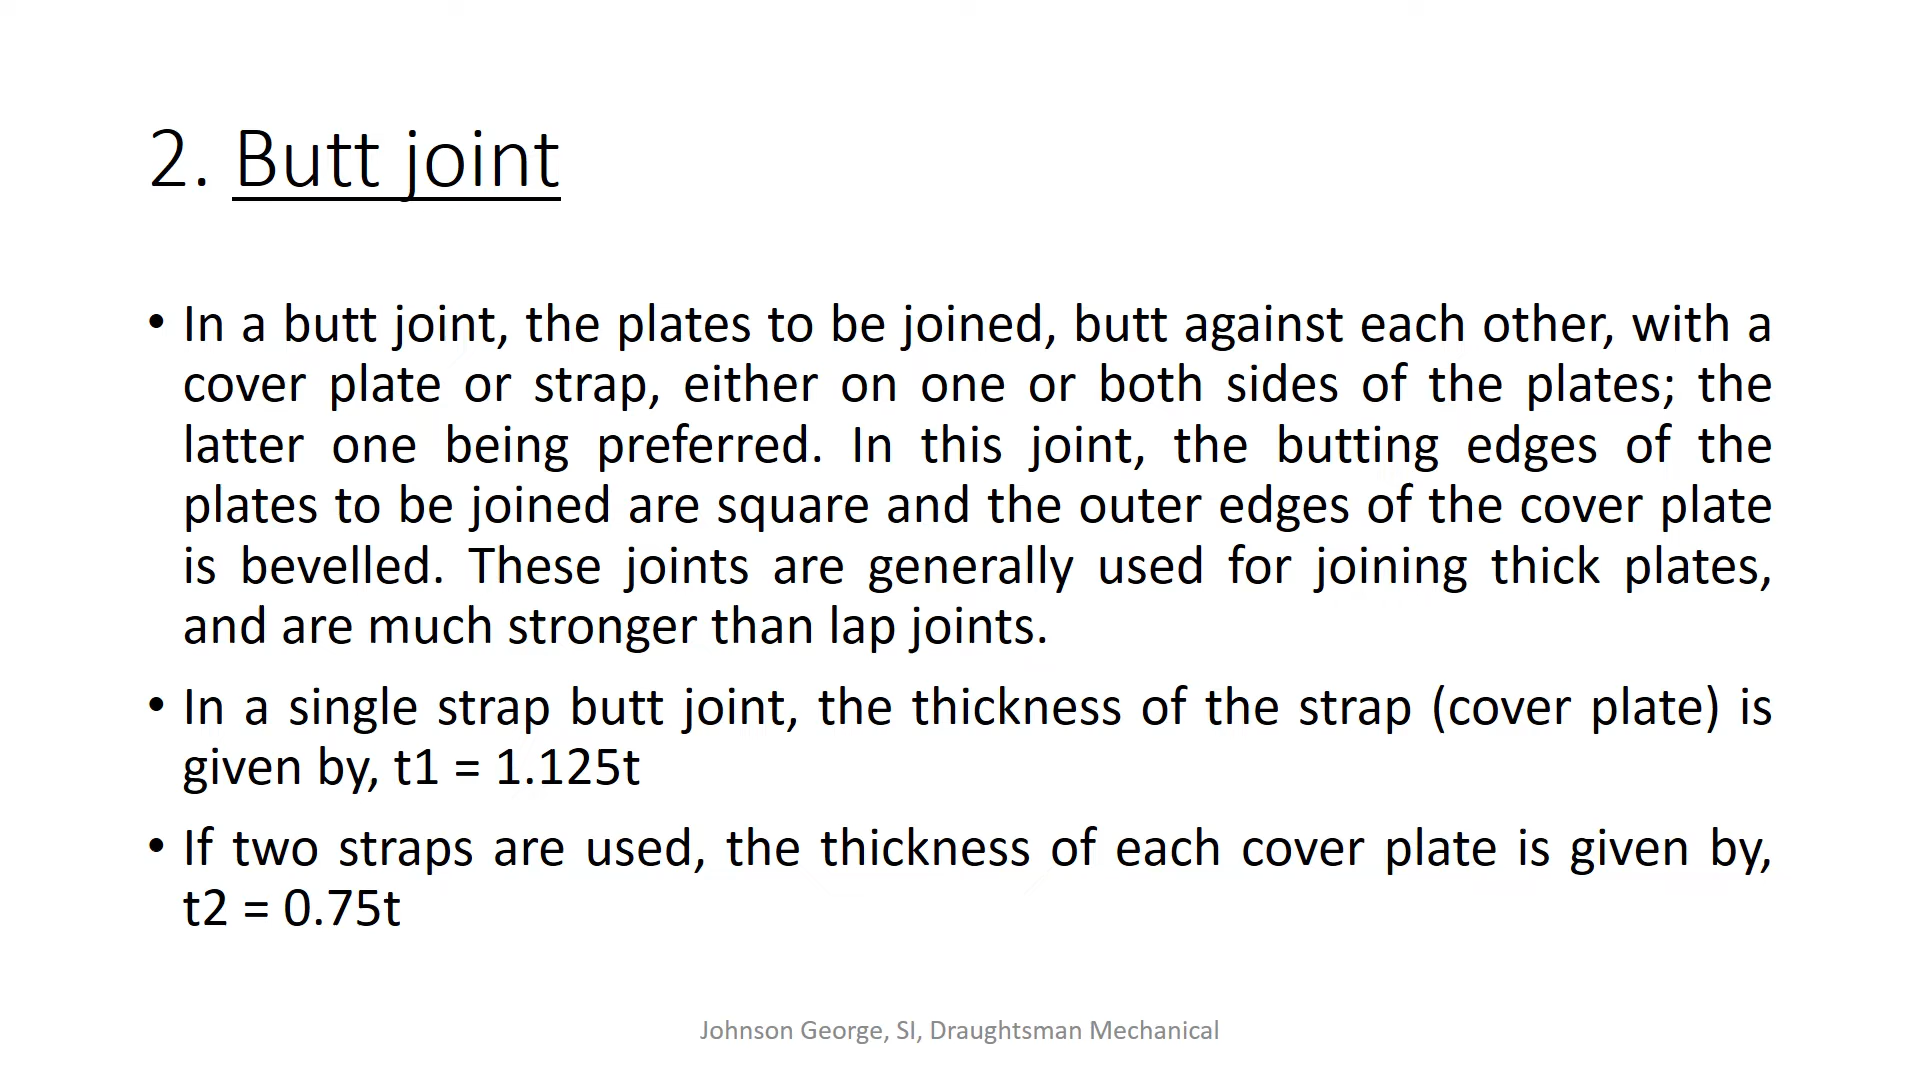 2. Butt joint
• In a butt joint, the plates to be joined, butt against each other, with a
cover plate or strap, either on one or both sides of the plates; the
latter one being preferred. In this joint, the butting edges of the
plates to be joined are square and the outer edges of the cover plate
is bevelled. These joints are generally used for joining thick plates,
and are much stronger than lap joints.
• In a single strap butt joint, the thickness of the strap (cover plate) is
given by, t1 = 1.125t
• If two straps are used, the thickness of each cover plate is given by,
t2 = 0.75t
Johnson George, SI, Draughtsman Mechanical